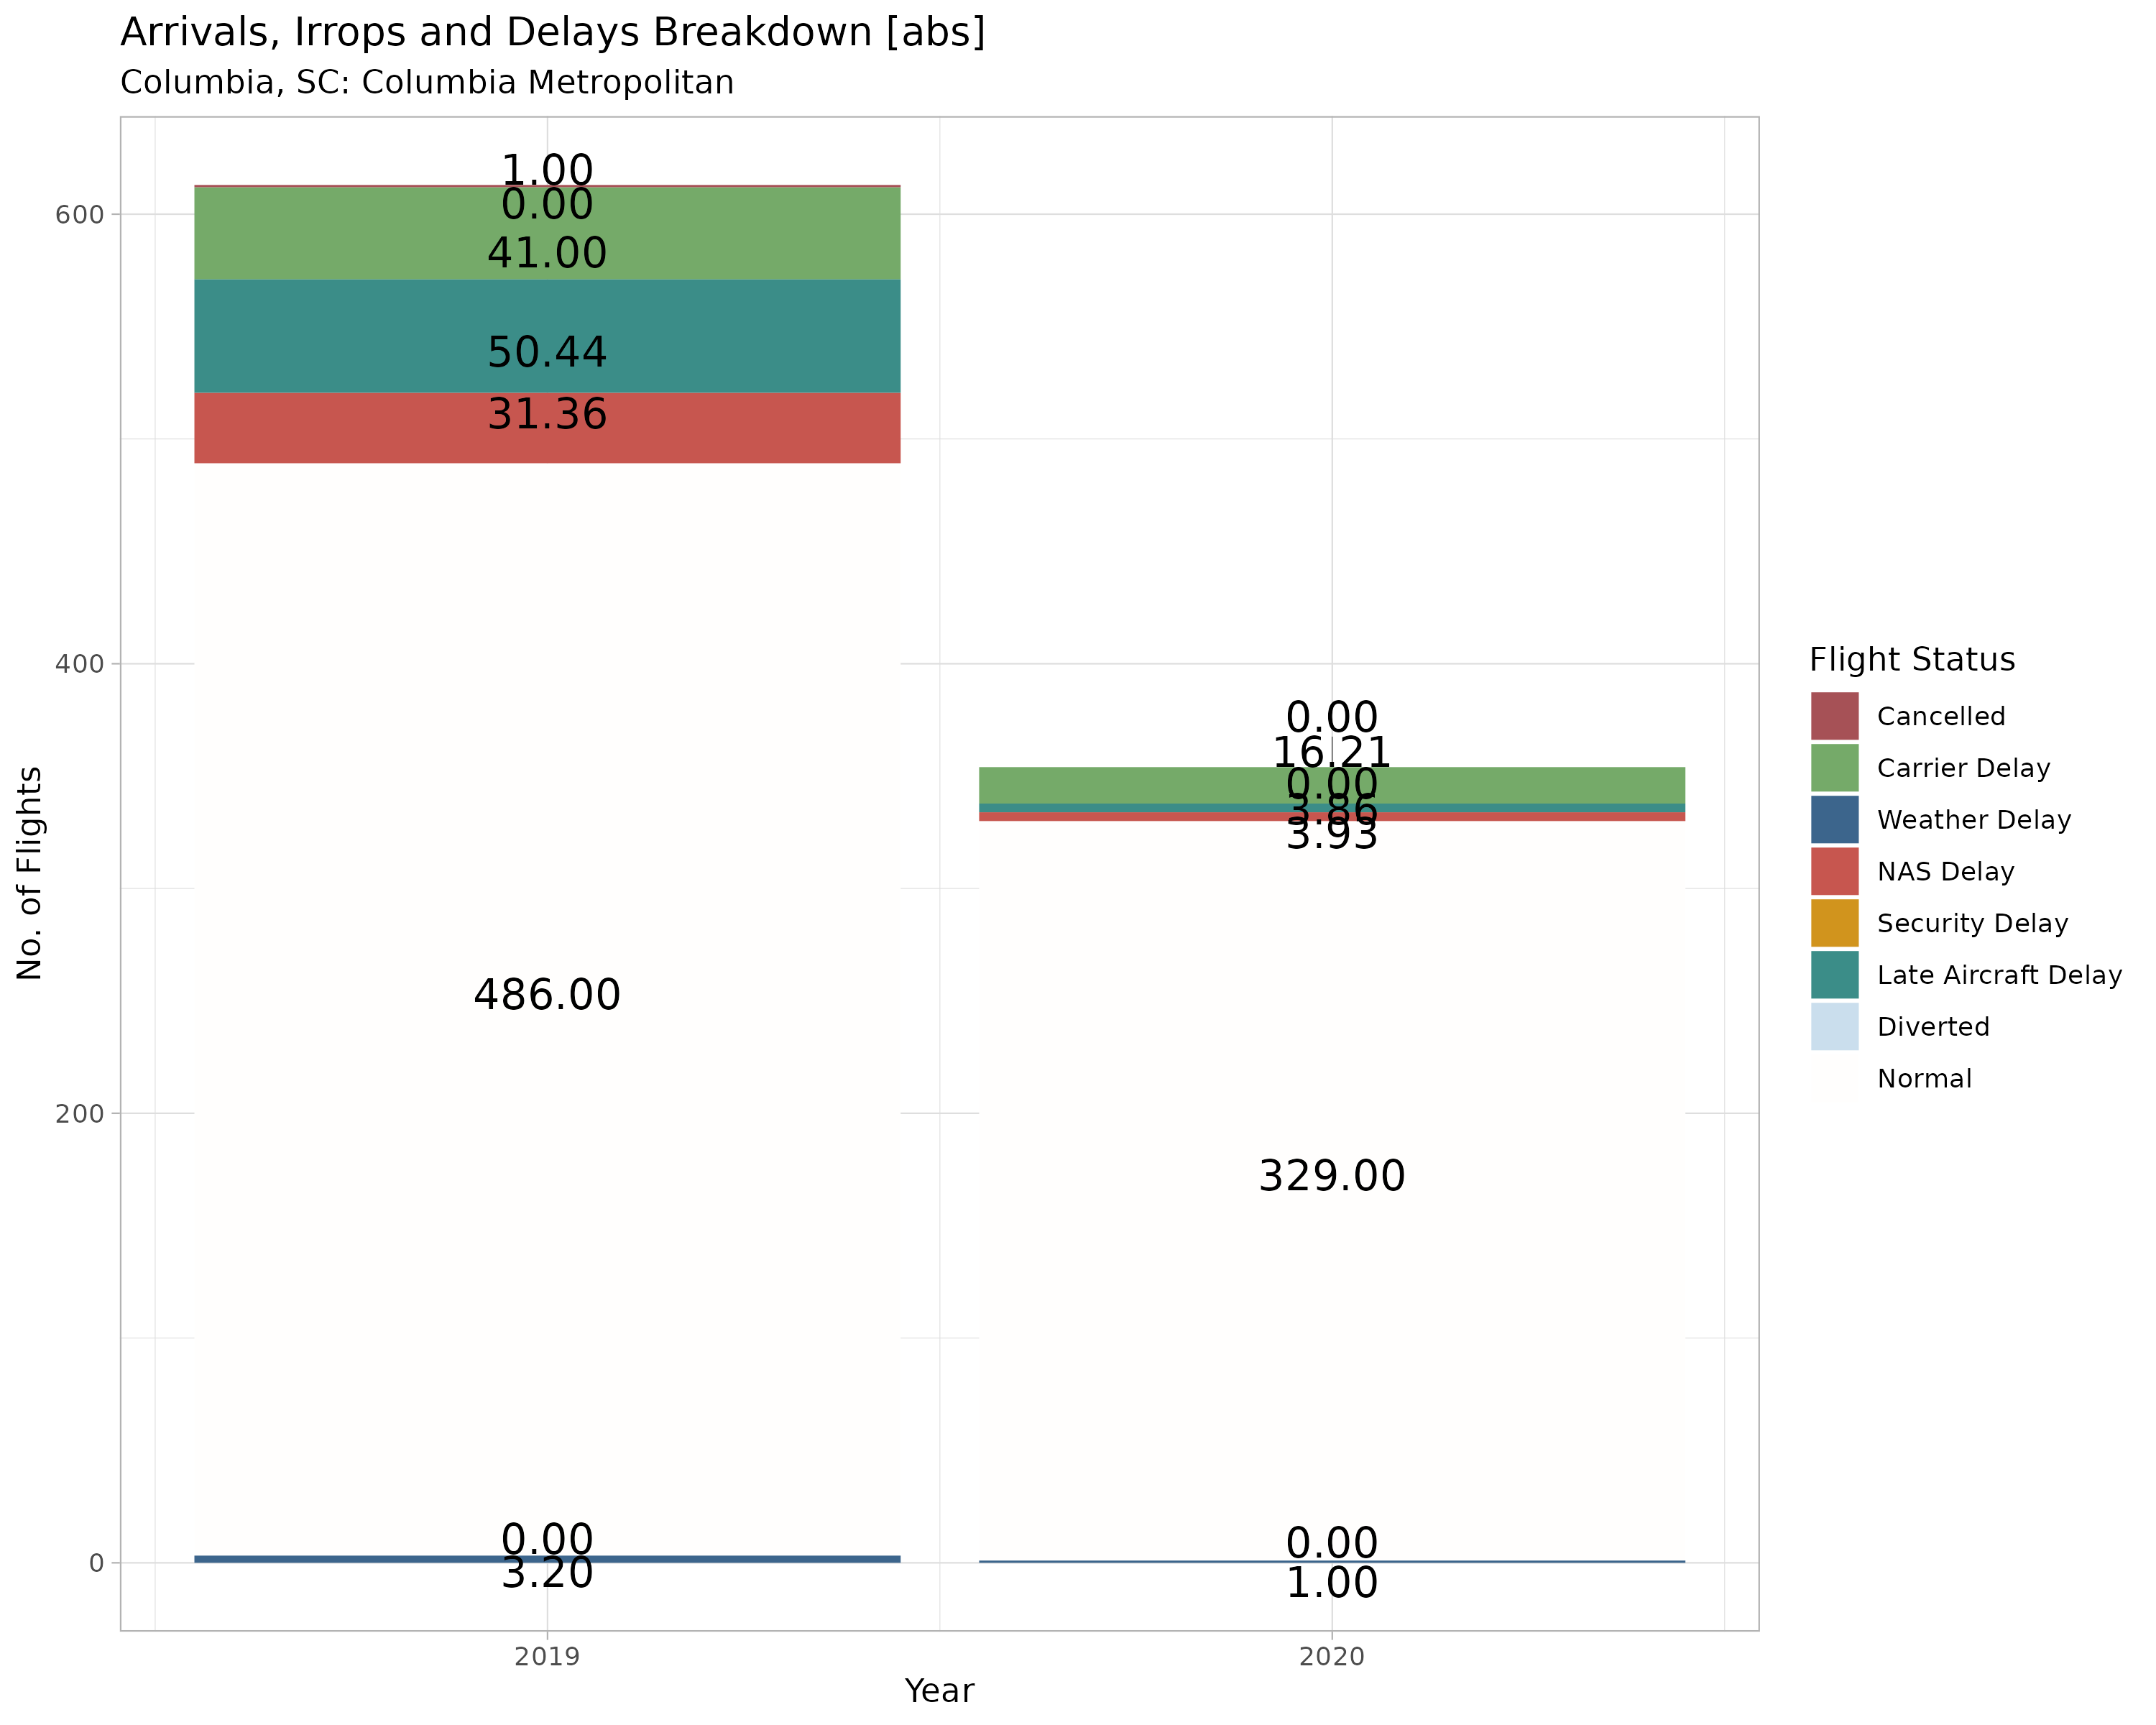 Arrivals, Irrops and Delays Breakdown [abs]
Columbia, SC: Columbia Metropolitan
No. of Flights
600
400
200
0
1.00
0.00
41.00
50.44
31.36
486.00
0.00
3.20
0.00
16.21
0.00
3.86
3.93
329.00
0.00
1.00
2019
2020
Year
Flight Status
Cancelled
Carrier Delay
Weather Delay
NAS Delay
Security Delay
Late Aircraft Delay
Diverted
Normal